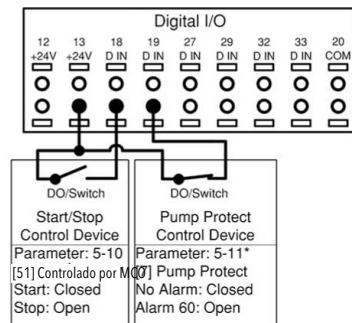 Digital I/O
12 13 18 19 27 29 32 33 20
+24V +24V D IN D IN D IN D IN D IN D IN COM
DO/Switch DO/Switch
Start/Stop
Control Device
Parameter: 5-10
[51] Controlado por MCO
Start: Closed
Stop: Open
Pump Protect
Control Device
Parameter: 5-11*
[7] Pump Protect
No Alarm: Closed
Alarm 60: Open